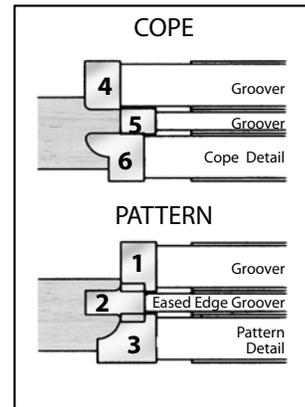 COPE
4
Groover
5
Groover
6
Cope Detail
PATTERN
1
Groover
2
Eased Edge Groover
3
Pattern
Detail